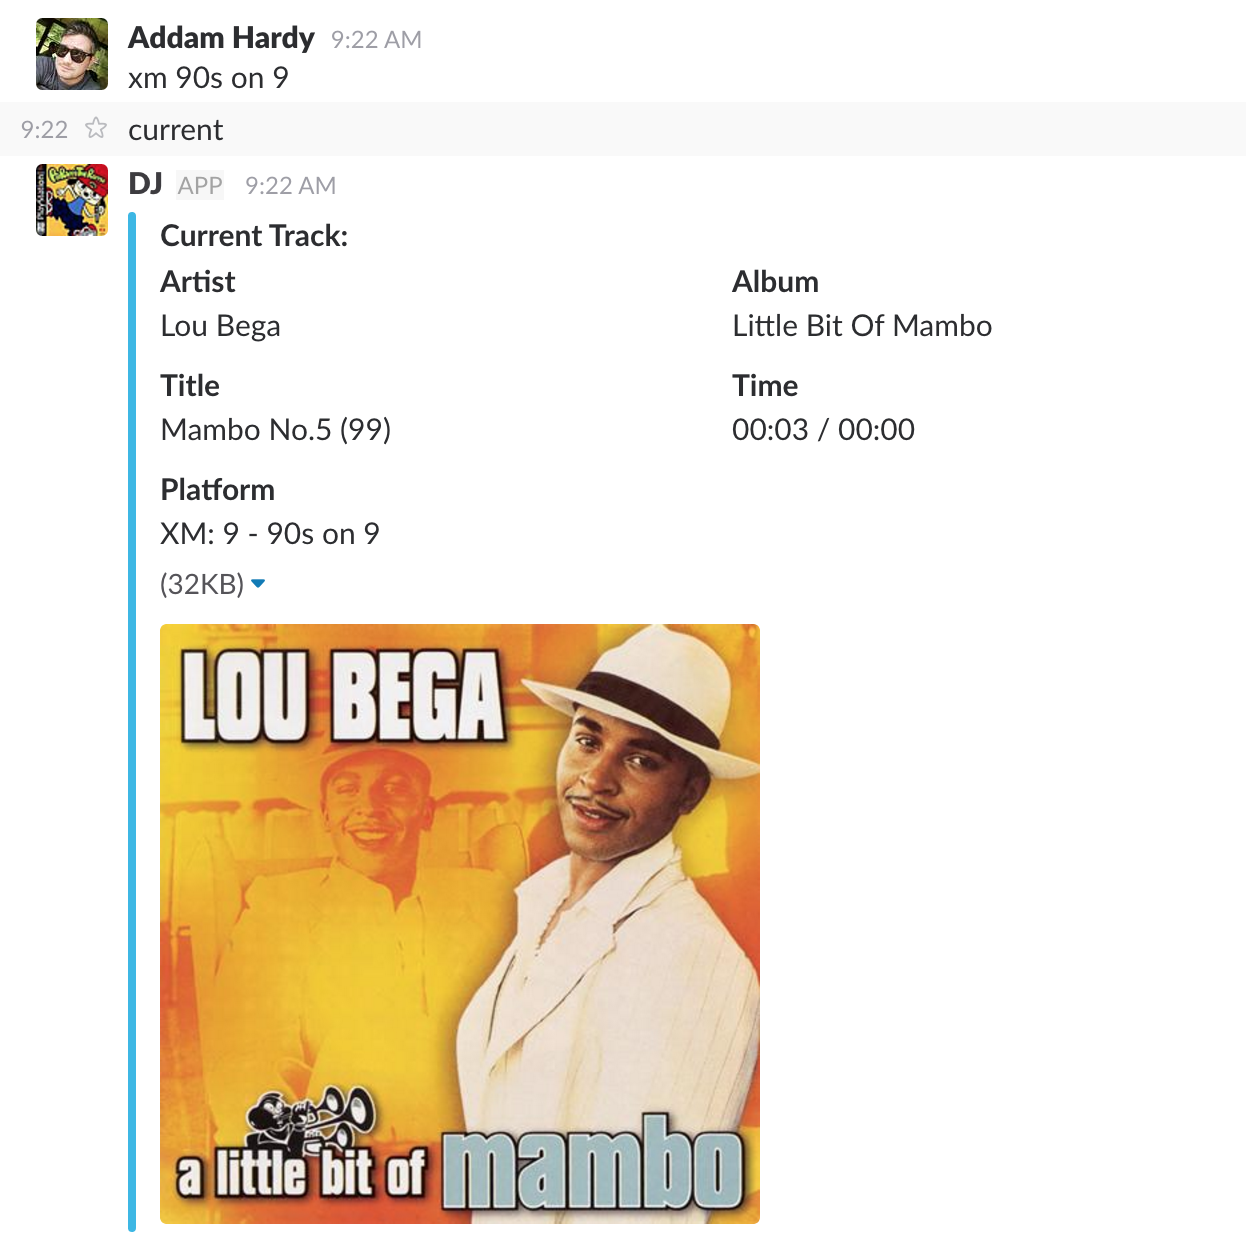 Addam Hardy 9:22 AM
xm 90s on 9
9:22 current
DJ APP 9:22 AM
Current Track:
Artist
Lou Bega
Album
Little Bit Of Mambo
Title
Mambo No.5 (99)
Time
00:03 / 00:00
Platform
XM: 9 - 90s on 9
(32KB)
LOU BEGA
a little bit of mambo